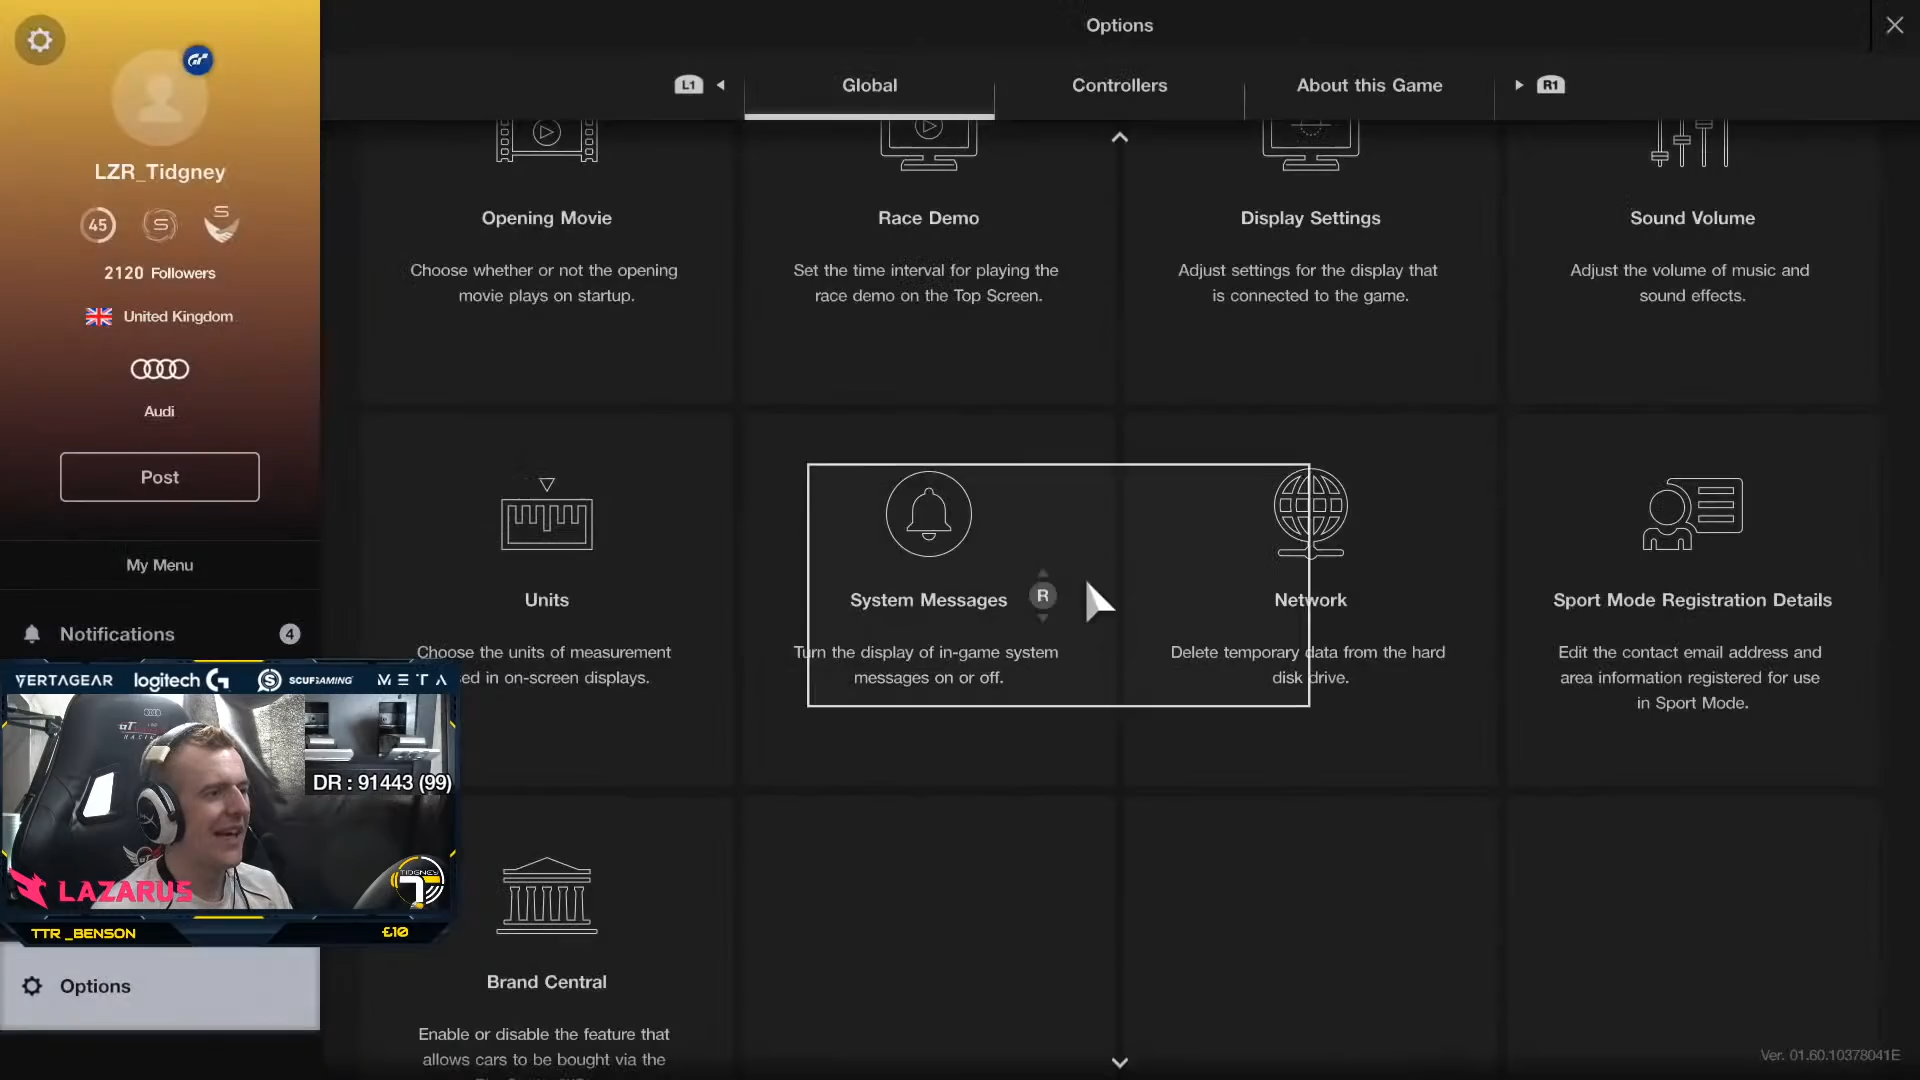 Options
L1
Global
Controllers
About this Game
R1
LZR_Tidgney
45
S
S
2120 Followers
United Kingdom
Audi
Post
My Menu
Notifications
4
Opening Movie
Choose whether or not the opening
movie plays on startup.
Race Demo
Set the time interval for playing the
race demo on the Top Screen.
Display Settings
Adjust settings for the display that
is connected to the game.
Sound Volume
Adjust the volume of music and
sound effects.
Units
Choose the units of measurement
ed in on-screen displays.
System Messages
Turn the display of in-game system
messages on or off.
R
Network
Delete temporary data from the hard
disk drive.
Sport Mode Registration Details
Edit the contact email address and
area information registered for use
in Sport Mode.
VERTAGEAR
logitech G
SCUFGAMING
META
DR : 91443 (99)
LAZARUS
TIDGNEY
TTR _BENSON
£10
Options
Brand Central
Enable or disable the feature that
allows cars to be bought via the
Ver. 01.60.10378041E